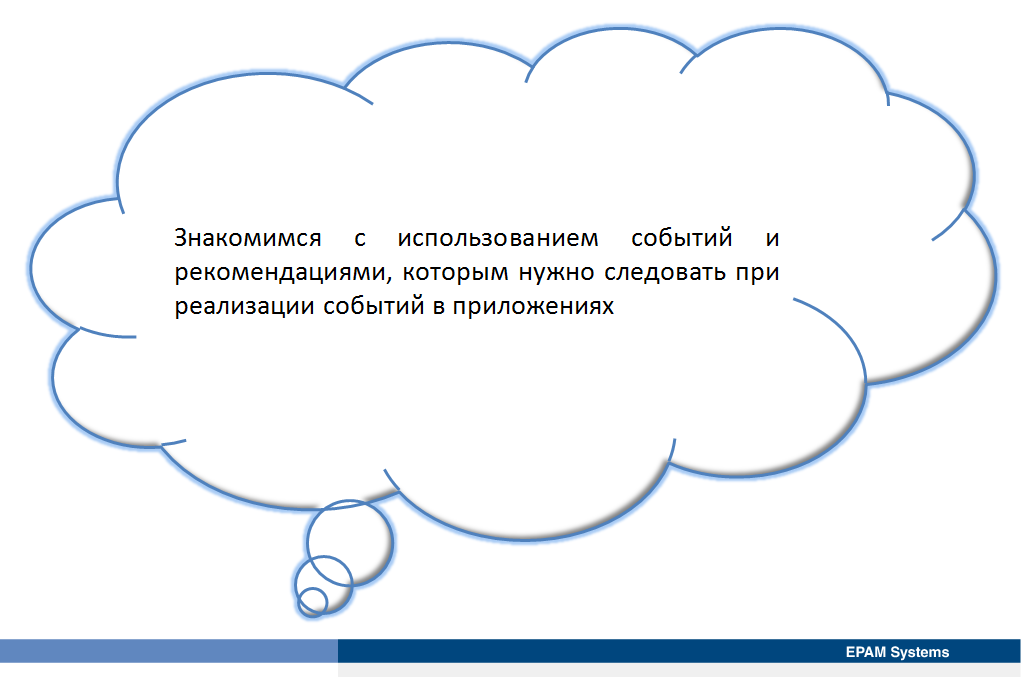 Знакомимся с использованием событий и
рекомендациями, которым нужно следовать при
реализации событий в приложениях
EPAM Systems